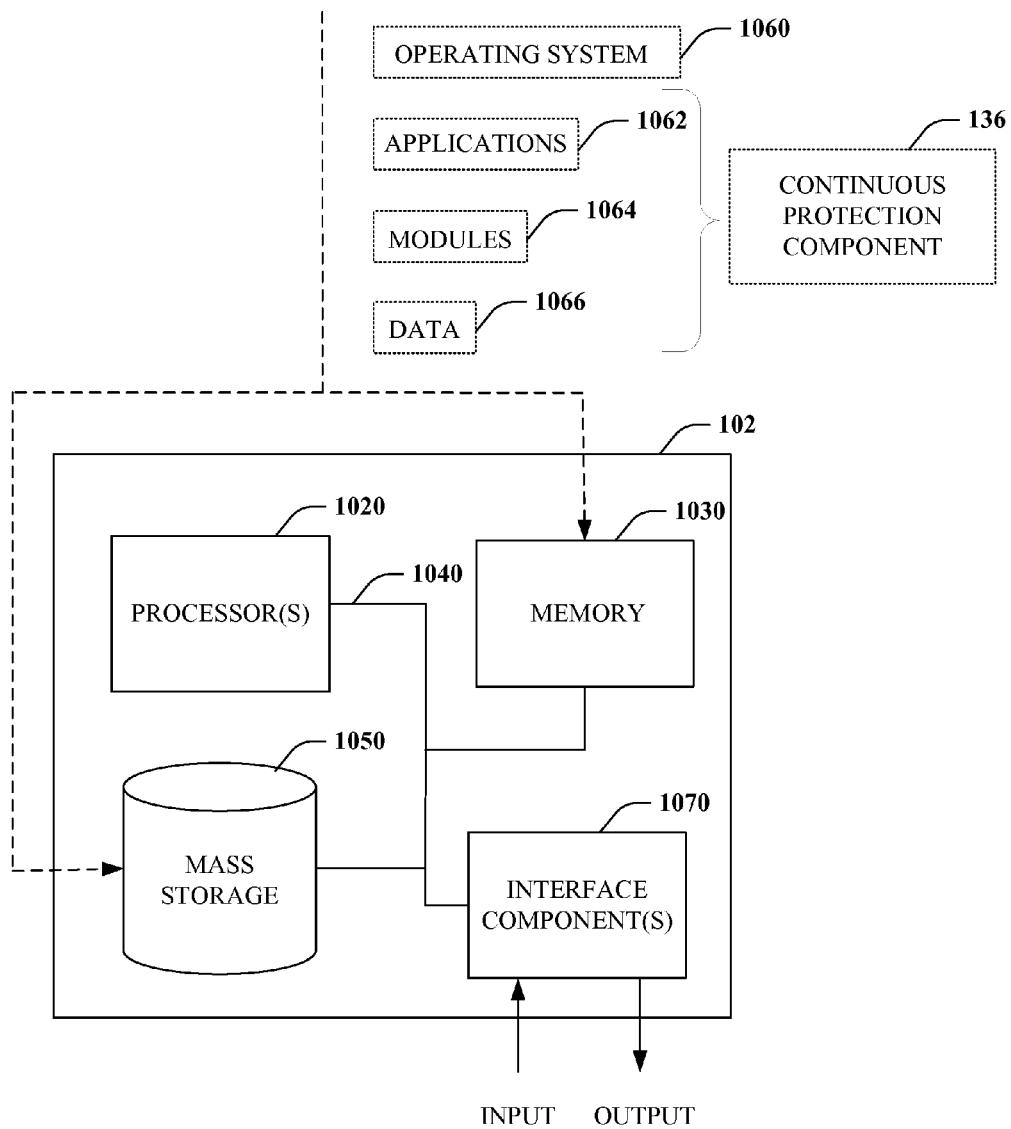 1060
OPERATING SYSTEM
1062
APPLICATIONS
136
CONTINUOUS
PROTECTION
COMPONENT
1064
MODULES
1066
DATA
102
1020
PROCESSOR(S)
1030
MEMORY
1040
1050
MASS
STORAGE
1070
INTERFACE
COMPONENT(S)
INPUT
OUTPUT